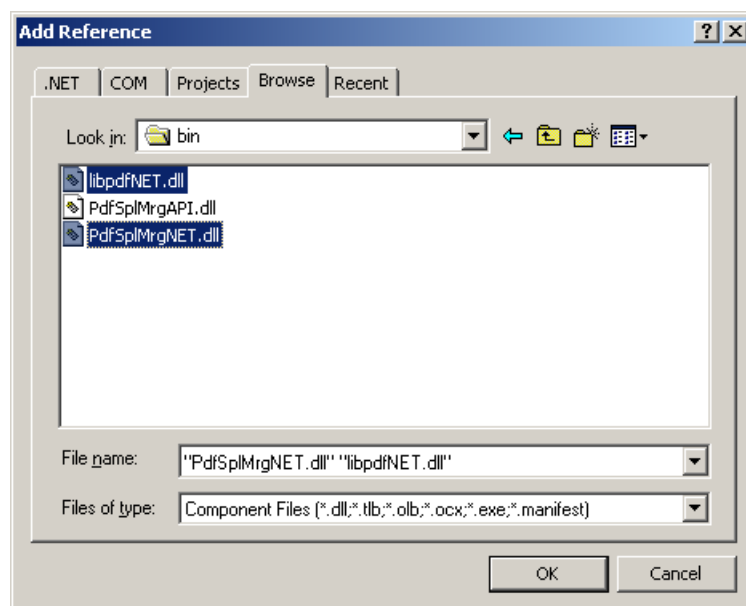 Add Reference
.NET COM Projects Browse Recent
Look in: bin
libpdfNET.dll
PdfSplMrgAPI.dll
PdfSplMrgNET.dll
File name: "PdfSplMrgNET.dll" "libpdfNET.dll"
Files of type: Component Files (*.dll;*.tlb;*.olb;*.ocx;*.exe;*.manifest)
OK Cancel